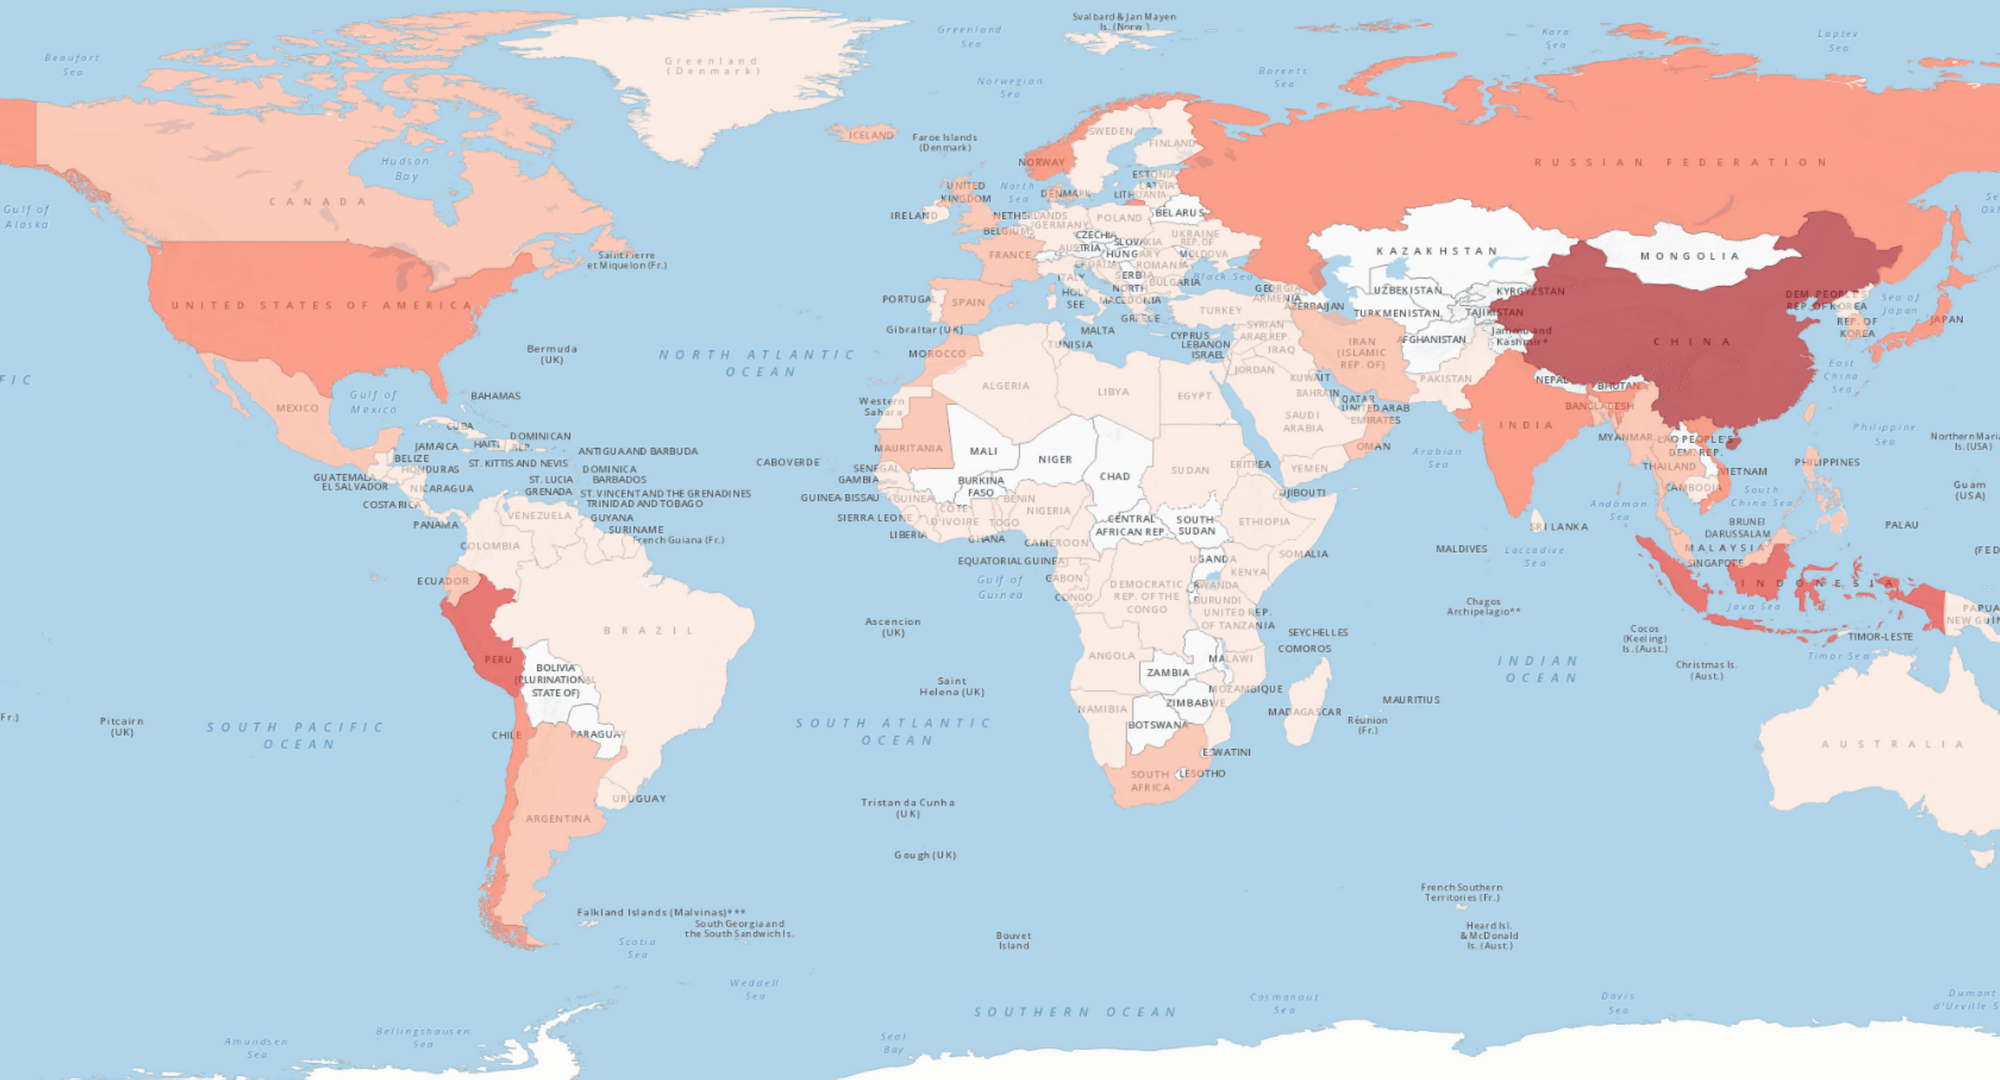 Svalbard & Jan Mayen
Is. (Norw.)
Greenland
Sea
Kara
Sea
Laptev
Sea
Beaufort
Sea
Greenland
(Denmark)
Norwegian
Sea
Barents
Sea
ICELAND
Faroe Islands
(Denmark)
SWEDEN
FINLAND
NORWAY
RUSSIAN FEDERATION
Hudson
Bay
CANADA
Gulf of
Alaska
UNITED
KINGDOM
North
Sea
DENMARK
ESTONIA
LATVIA
LITHUANIA
IRELAND
NETHERLANDS
BELGIUM
GERMANY
POLAND
BELARUS
CZECHIA
SLOVAKIA
UKRAINE
REP. OF
MOLDOVA
AUSTRIA
HUNGARY
FRANCE
CROATIA
ROMANIA
ITALY
SERBIA
BULGARIA
Black Sea
KAZAKHSTAN
MONGOLIA
Saint Pierre
et Miquelon (Fr.)
UNITED STATES OF AMERICA
PORTUGAL
SPAIN
HOLY
SEE
NORTH
MACEDONIA
GREECE
GEORGIA
ARMENIA
AZERBAIJAN
TURKEY
UZBEKISTAN
KYRGYZSTAN
TURKMENISTAN
TAJIKISTAN
DEM. PEOPLE'S
REP. OF KOREA
REP. OF
KOREA
Sea of
Japan
JAPAN
Gibraltar (UK)
MALTA
TUNISIA
CYPRUS
LEBANON
ISRAEL
SYRIAN
ARAB REP.
IRAQ
IRAN
(ISLAMIC
REP. OF)
AFGHANISTAN
Jammu and
Kashmir*
CHINA
Bermuda
(UK)
NORTH ATLANTIC
OCEAN
MOROCCO
JORDAN
KUWAIT
BAHRAIN
QATAR
UNITED ARAB
EMIRATES
PAKISTAN
NEPAL
BHUTAN
East
China
Sea
ALGERIA
LIBYA
EGYPT
SAUDI
ARABIA
BANGLADESH
INDIA
BAHAMAS
Gulf of
Mexico
MEXICO
Western
Sahara
CUBA
JAMAICA
HAITI
DOMINICAN
REP.
ANTIGUA AND BARBUDA
BELIZE
ST. KITTS AND NEVIS
DOMINICA
BARBADOS
HONDURAS
GUATEMALA
EL SALVADOR
NICARAGUA
ST. LUCIA
GRENADA
ST. VINCENT AND THE GRENADINES
TRINIDAD AND TOBAGO
COSTA RICA
PANAMA
VENEZUELA
GUYANA
SURINAME
French Guiana (Fr.)
COLOMBIA
CABO VERDE
MAURITANIA
MALI
NIGER
CHAD
SUDAN
ERITREA
YEMEN
OMAN
Arabian
Sea
MYANMAR
LAO PEOPLE'S
DEM. REP.
THAILAND
VIETNAM
CAMBODIA
Philippine
Sea
PHILIPPINES
Northern Maria
Is. (USA)
Guam
(USA)
SENEGAL
GAMBIA
GUINEA-BISSAU
GUINEA
BURKINA
FASO
BENIN
SIERRA LEONE
COTE
D'IVOIRE
TOGO
NIGERIA
LIBERIA
GHANA
CAMEROON
CENTRAL
AFRICAN REP.
SOUTH
SUDAN
ETHIOPIA
DJIBOUTI
SOMALIA
Andaman
Sea
South
China Sea
SRI LANKA
MALDIVES
Laccadive
Sea
BRUNEI
DARUSSALAM
MALAYSIA
SINGAPORE
PALAU
(FED
INDONESIA
Java Sea
EQUATORIAL GUINEA
Gulf of
Guinea
GABON
CONGO
DEMOCRATIC
REP. OF THE
CONGO
UGANDA
KENYA
RWANDA
BURUNDI
UNITED REP.
OF TANZANIA
ECUADOR
PERU
BRAZIL
Ascencion
(UK)
SEYCHELLES
COMOROS
Chagos
Archipelago**
Cocos
(Keeling)
Is. (Aust.)
Christmas Is.
(Aust.)
TIMOR-LESTE
Timor Sea
PAPUA
NEW GUIN
ANGOLA
ZAMBIA
MALAWI
MOZAMBIQUE
ZIMBABWE
NAMIBIA
BOTSWANA
MADAGASCAR
MAURITIUS
Réunion
(Fr.)
INDIAN
OCEAN
BOLIVIA
(PLURINATIONAL
STATE OF)
PARAGUAY
CHILE
Saint
Helena (UK)
SOUTH ATLANTIC
OCEAN
SOUTH PACIFIC
OCEAN
Pitcairn
(UK)
ESWATINI
LESOTHO
SOUTH
AFRICA
AUSTRALIA
URUGUAY
ARGENTINA
Tristan da Cunha
(UK)
Gough (UK)
French Southern
Territories (Fr.)
Heard Isl.
& McDonald
Is. (Aust.)
Falkland Islands (Malvinas)***
South Georgia and
the South Sandwich Is.
Scotia
Sea
Bouvet
Island
Weddell
Sea
SOUTHERN OCEAN
Cosmonaut
Sea
Davis
Sea
Dumont
d'Urville S
Amundsen
Sea
Bellingshausen
Sea
Seal
Bay